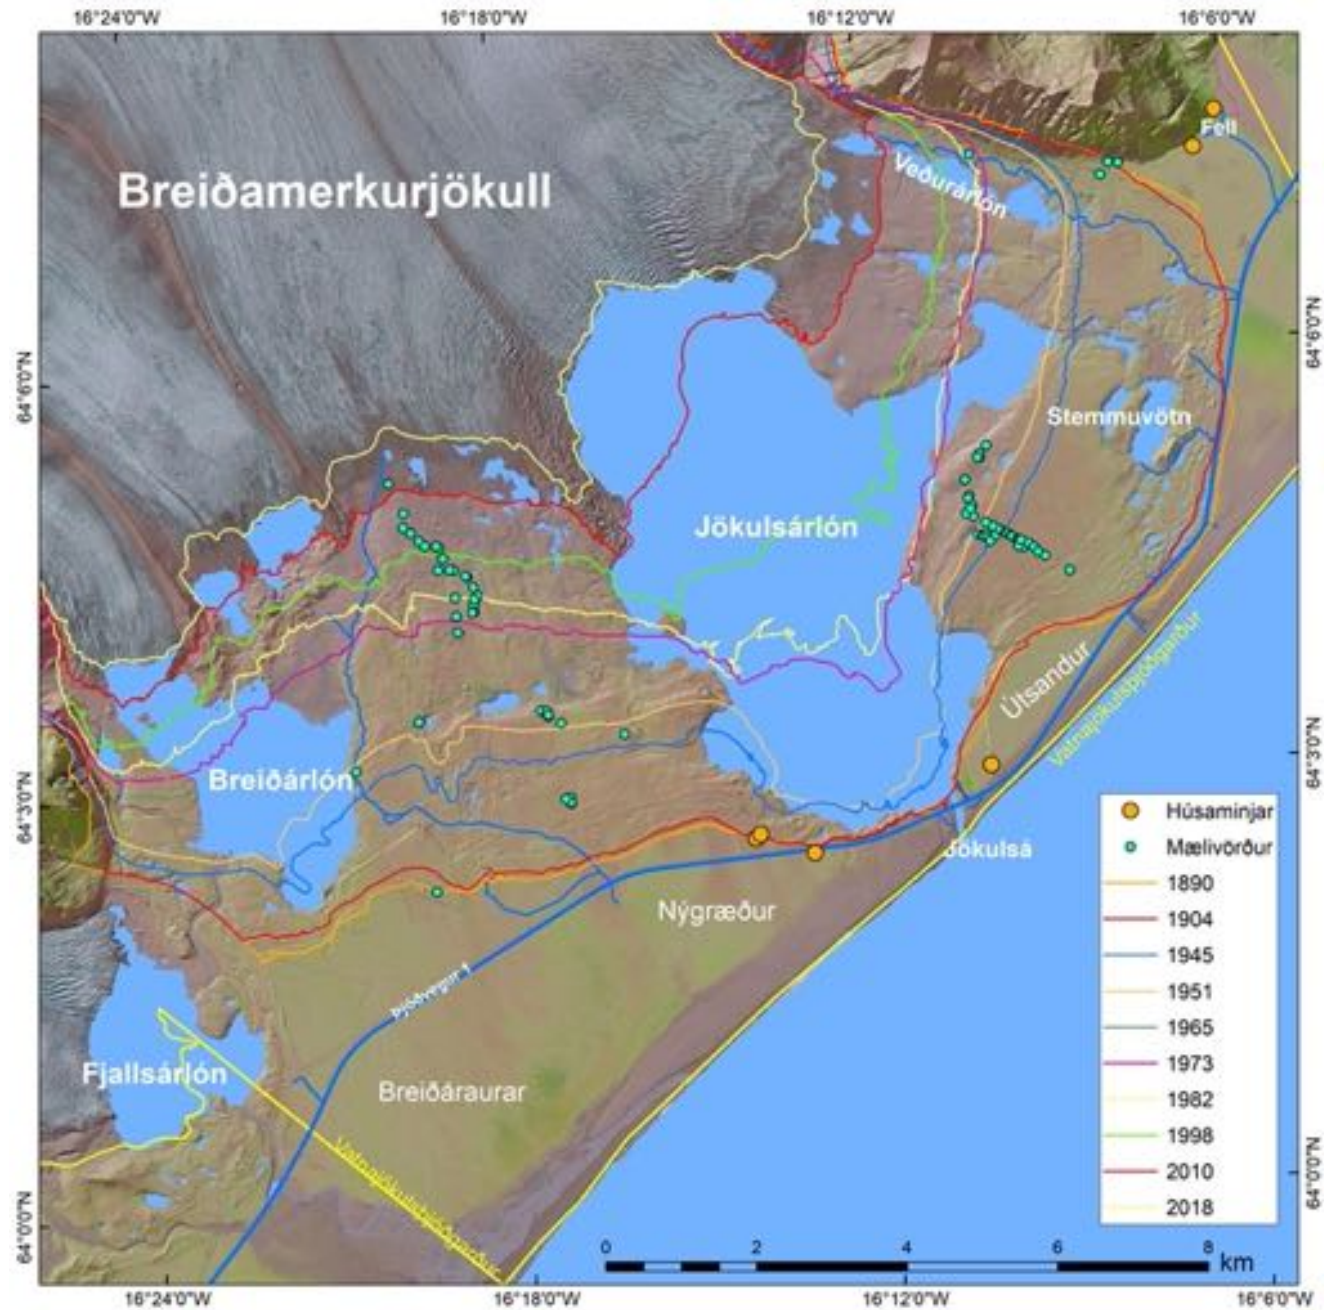 16°24'0"W
16°18'0"W
16°12'0"W
16°6'0"W
Fell
Veðurárlón
Breiðamerkurjökull
64°6'0"N
64°6'0"N
Stemmuvötn
Jökulsárlón
Útsandur
Vatnajökulsþjóðgarður
64°3'0"N
64°3'0"N
Breiðárlón
Jökulsá
Nýgræður
Þjóðvegur 1
Fjallsárlón
Breiðáraurar
Vatnajökulsþjóðgarður
Húsaminjar
Mælivörður
1890
1904
1945
1951
1965
1973
1982
1998
2010
2018
64°0'0"N
64°0'0"N
0 2 4 6 8
km
16°24'0"W
16°18'0"W
16°12'0"W
16°6'0"W